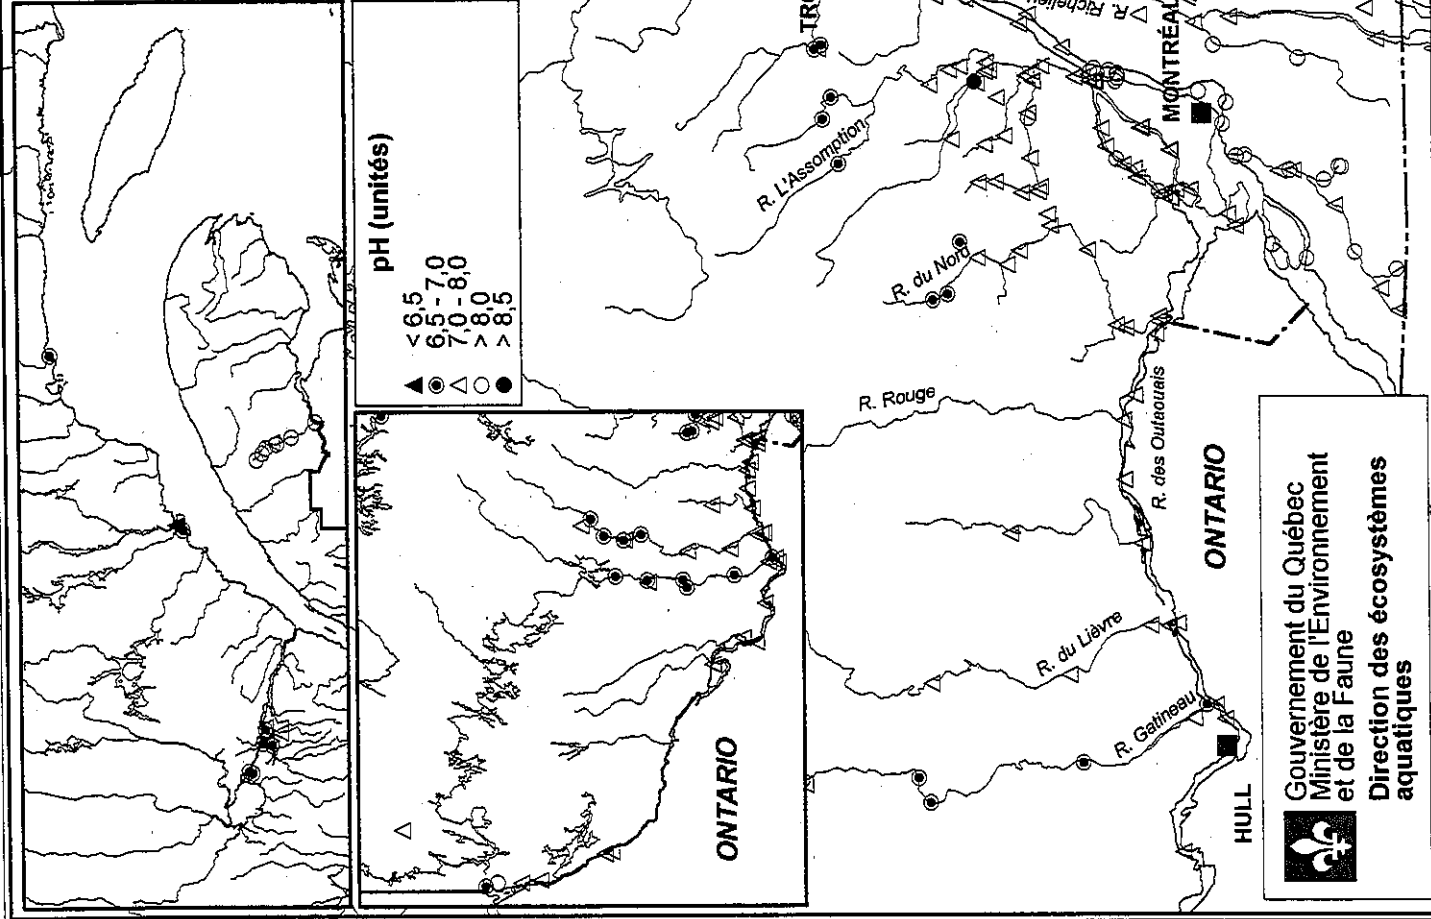 pH (unités)
< 6,5
6,5 - 7,0
7,0 - 8,0
> 8,0
> 8,5
ONTARIO
R. L'Assomption
R. Richelieu
MONTRÉAL
R. du Nord
R. Rouge
R. des Outaouais
ONTARIO
R. du Lièvre
R. Gatineau
HULL
Gouvernement du Québec
Ministère de l'Environnement
et de la Faune
Direction des écosystèmes
aquatiques